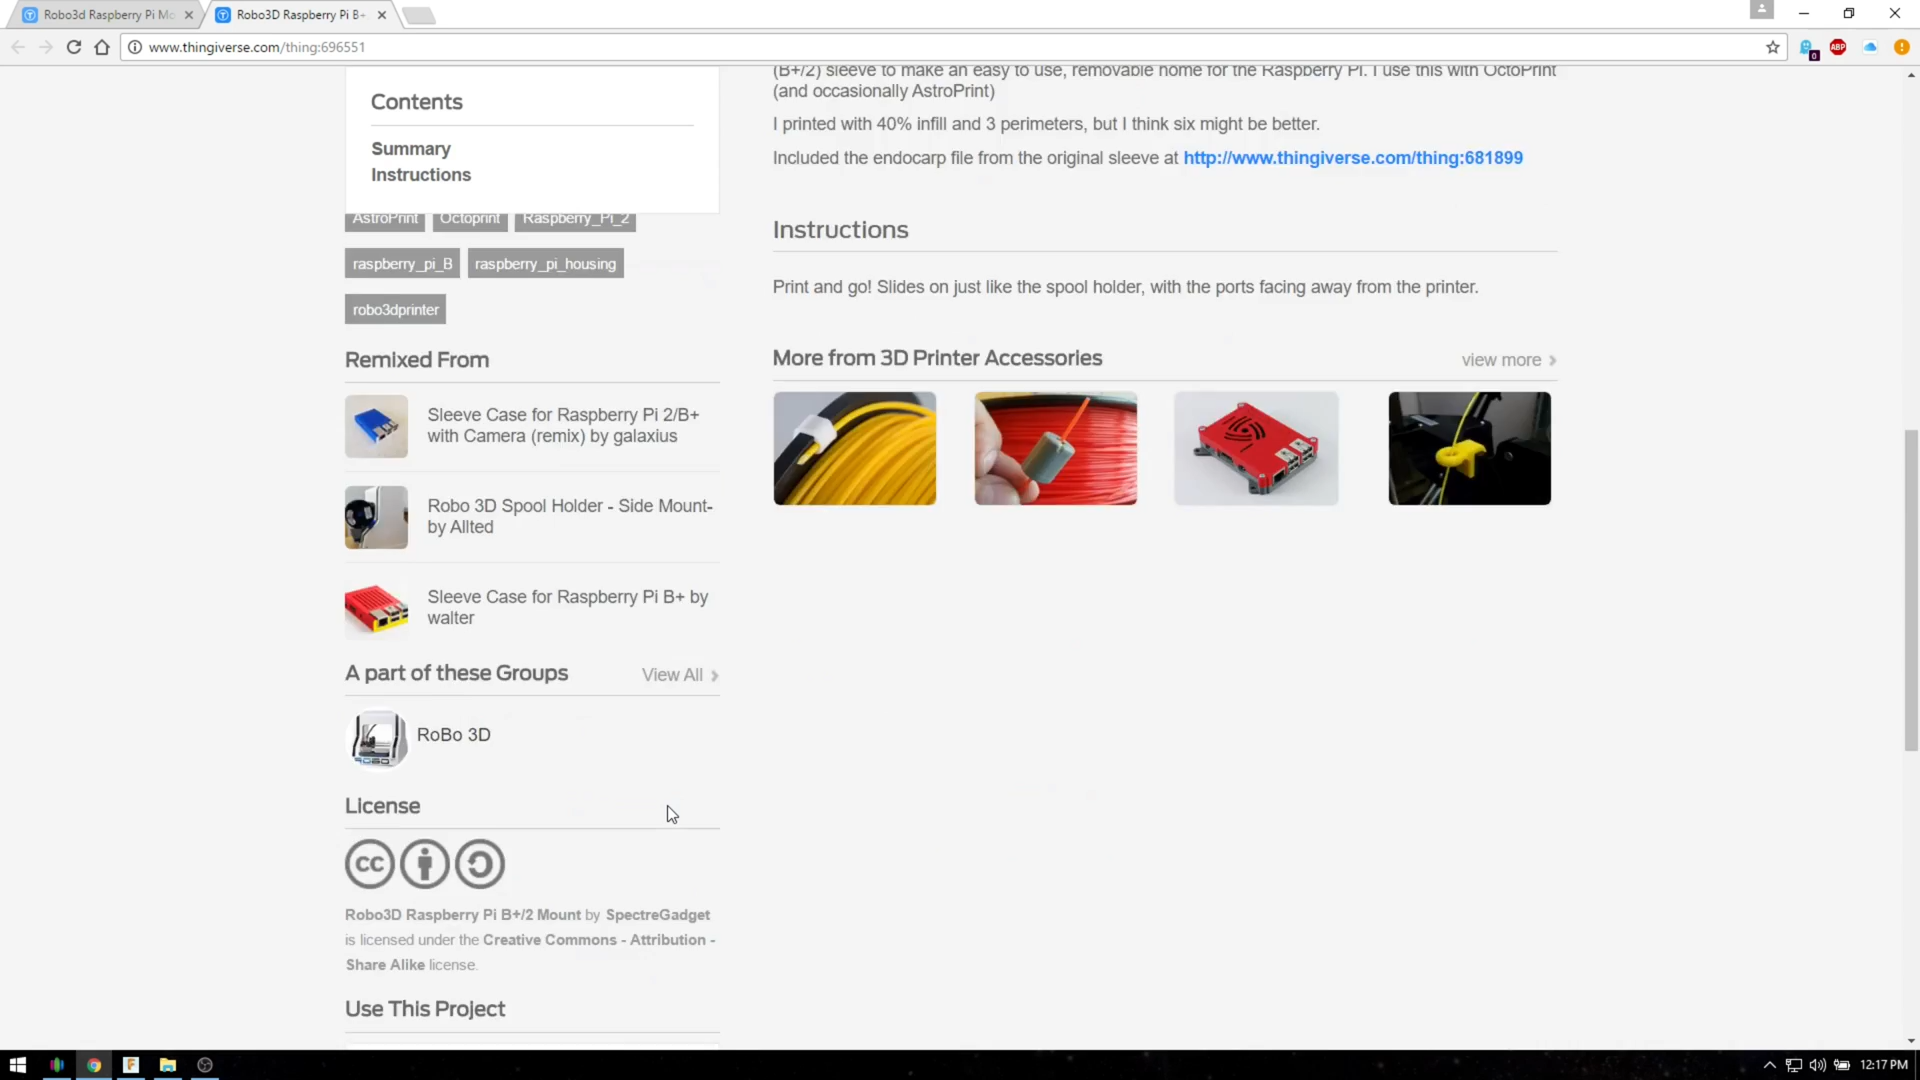 Robo3d Raspberry Pi Mo
Robo3D Raspberry Pi B+
www.thingiverse.com/thing:696551
ABP
0
Contents
Summary
Instructions
AstroPrint
Octoprint
Raspberry_Pi_2
raspberry_pi_B
raspberry_pi_housing
robo3dprinter
Remixed From
Sleeve Case for Raspberry Pi 2/B+
with Camera (remix) by galaxius
Robo 3D Spool Holder - Side Mount-
by Allted
Sleeve Case for Raspberry Pi B+ by
walter
A part of these Groups
View All
RoBo 3D
License
cc
Robo3D Raspberry Pi B+/2 Mount by SpectreGadget
is licensed under the Creative Commons - Attribution -
Share Alike license.
Use This Project
(B+/2) sleeve to make an easy to use, removable home for the Raspberry Pi. I use this with OctoPrint
(and occasionally AstroPrint)
I printed with 40% infill and 3 perimeters, but I think six might be better.
Included the endocarp file from the original sleeve at http://www.thingiverse.com/thing:681899
Instructions
Print and go! Slides on just like the spool holder, with the ports facing away from the printer.
More from 3D Printer Accessories
view more
12:17 PM